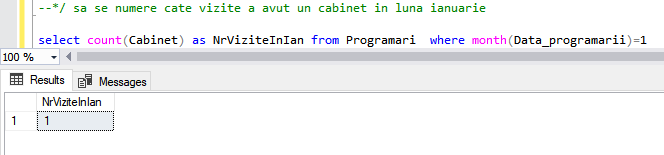 --*/ sa se numere cate vizite a avut un cabinet in luna ianuarie
select count(Cabinet) as NrViziteInIan from Programari  where month(Data_programarii)=1
100 %
Results Messages
NrViziteInIan
1 1